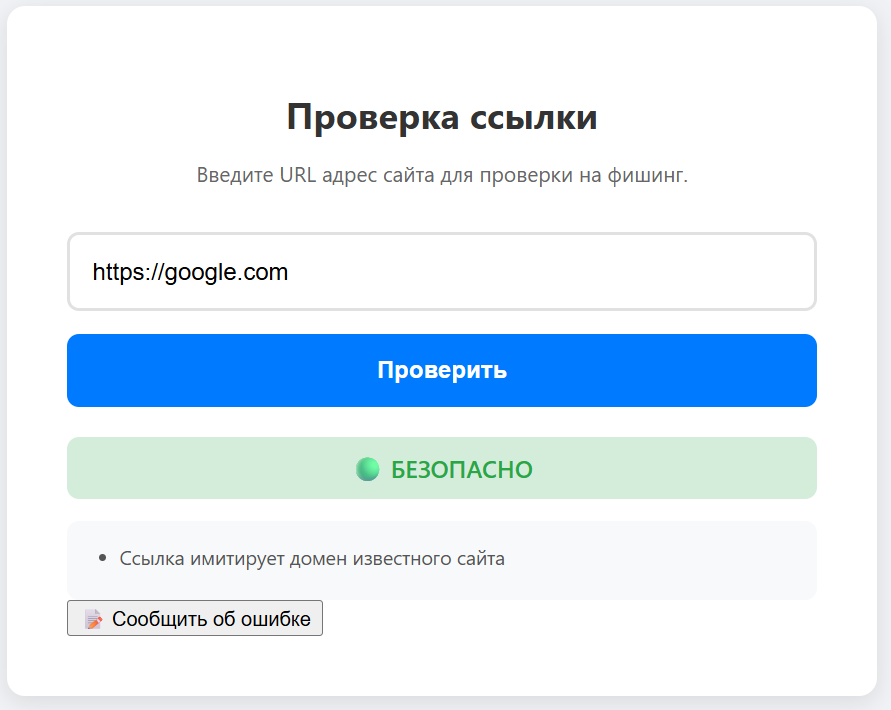 Проверка ссылки
Введите URL адрес сайта для проверки на фишинг.
https://google.com
Проверить
БЕЗОПАСНО
• Ссылка имитирует домен известного сайта
Сообщить об ошибке